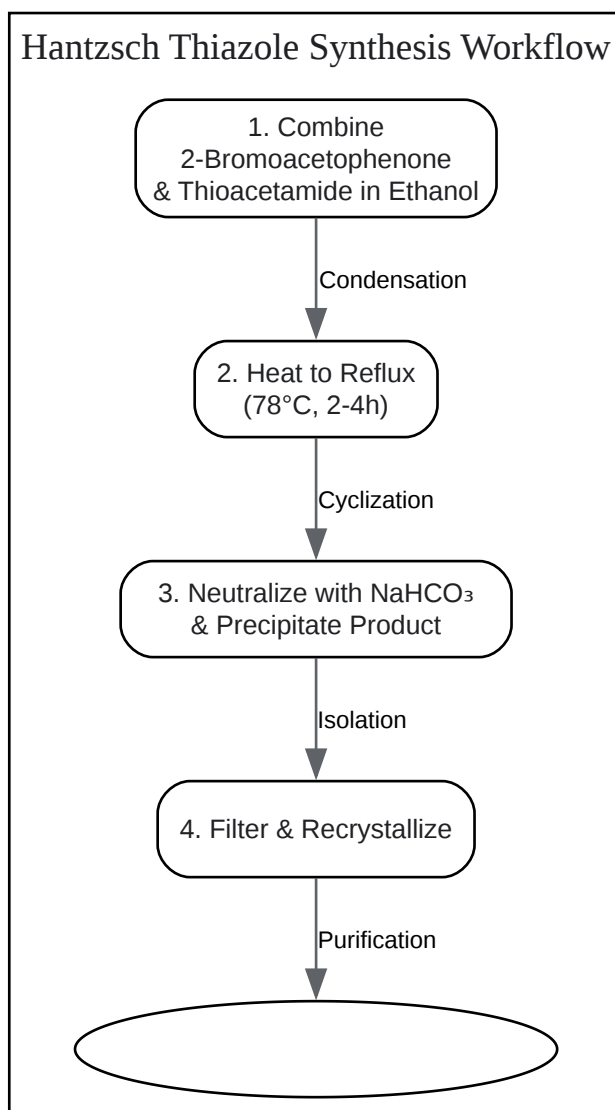 Hantzsch Thiazole Synthesis Workflow
1. Combine
2-Bromoacetophenone
& Thioacetamide in Ethanol
Condensation
2. Heat to Reflux
(78°C, 2-4h)
Cyclization
3. Neutralize with NaHCO₃
& Precipitate Product
Isolation
4. Filter & Recrystallize
Purification